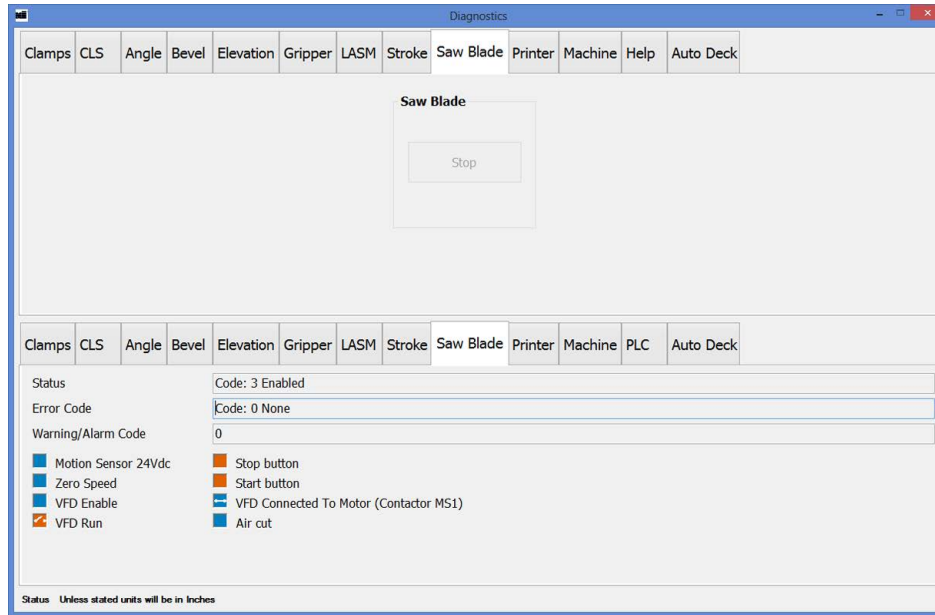 Diagnostics
Clamps CLS Angle Bevel Elevation Gripper LASM Stroke Saw Blade Printer Machine Help Auto Deck
Saw Blade
Stop
Clamps CLS Angle Bevel Elevation Gripper LASM Stroke Saw Blade Printer Machine PLC Auto Deck
Status Code: 3 Enabled
Error Code Code: 0 None
Warning/Alarm Code 0
Motion Sensor 24Vdc Stop button
Zero Speed Start button
VFD Enable VFD Connected To Motor (Contactor MS1)
VFD Run Air cut
Status Unless stated units will be in Inches